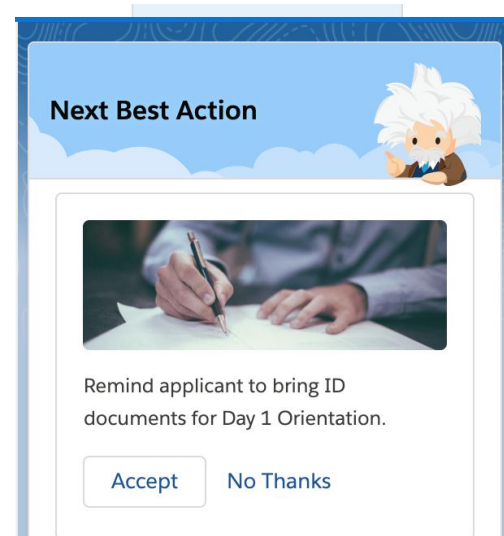 Next Best Action
Remind applicant to bring ID
documents for Day 1 Orientation.
Accept
No Thanks